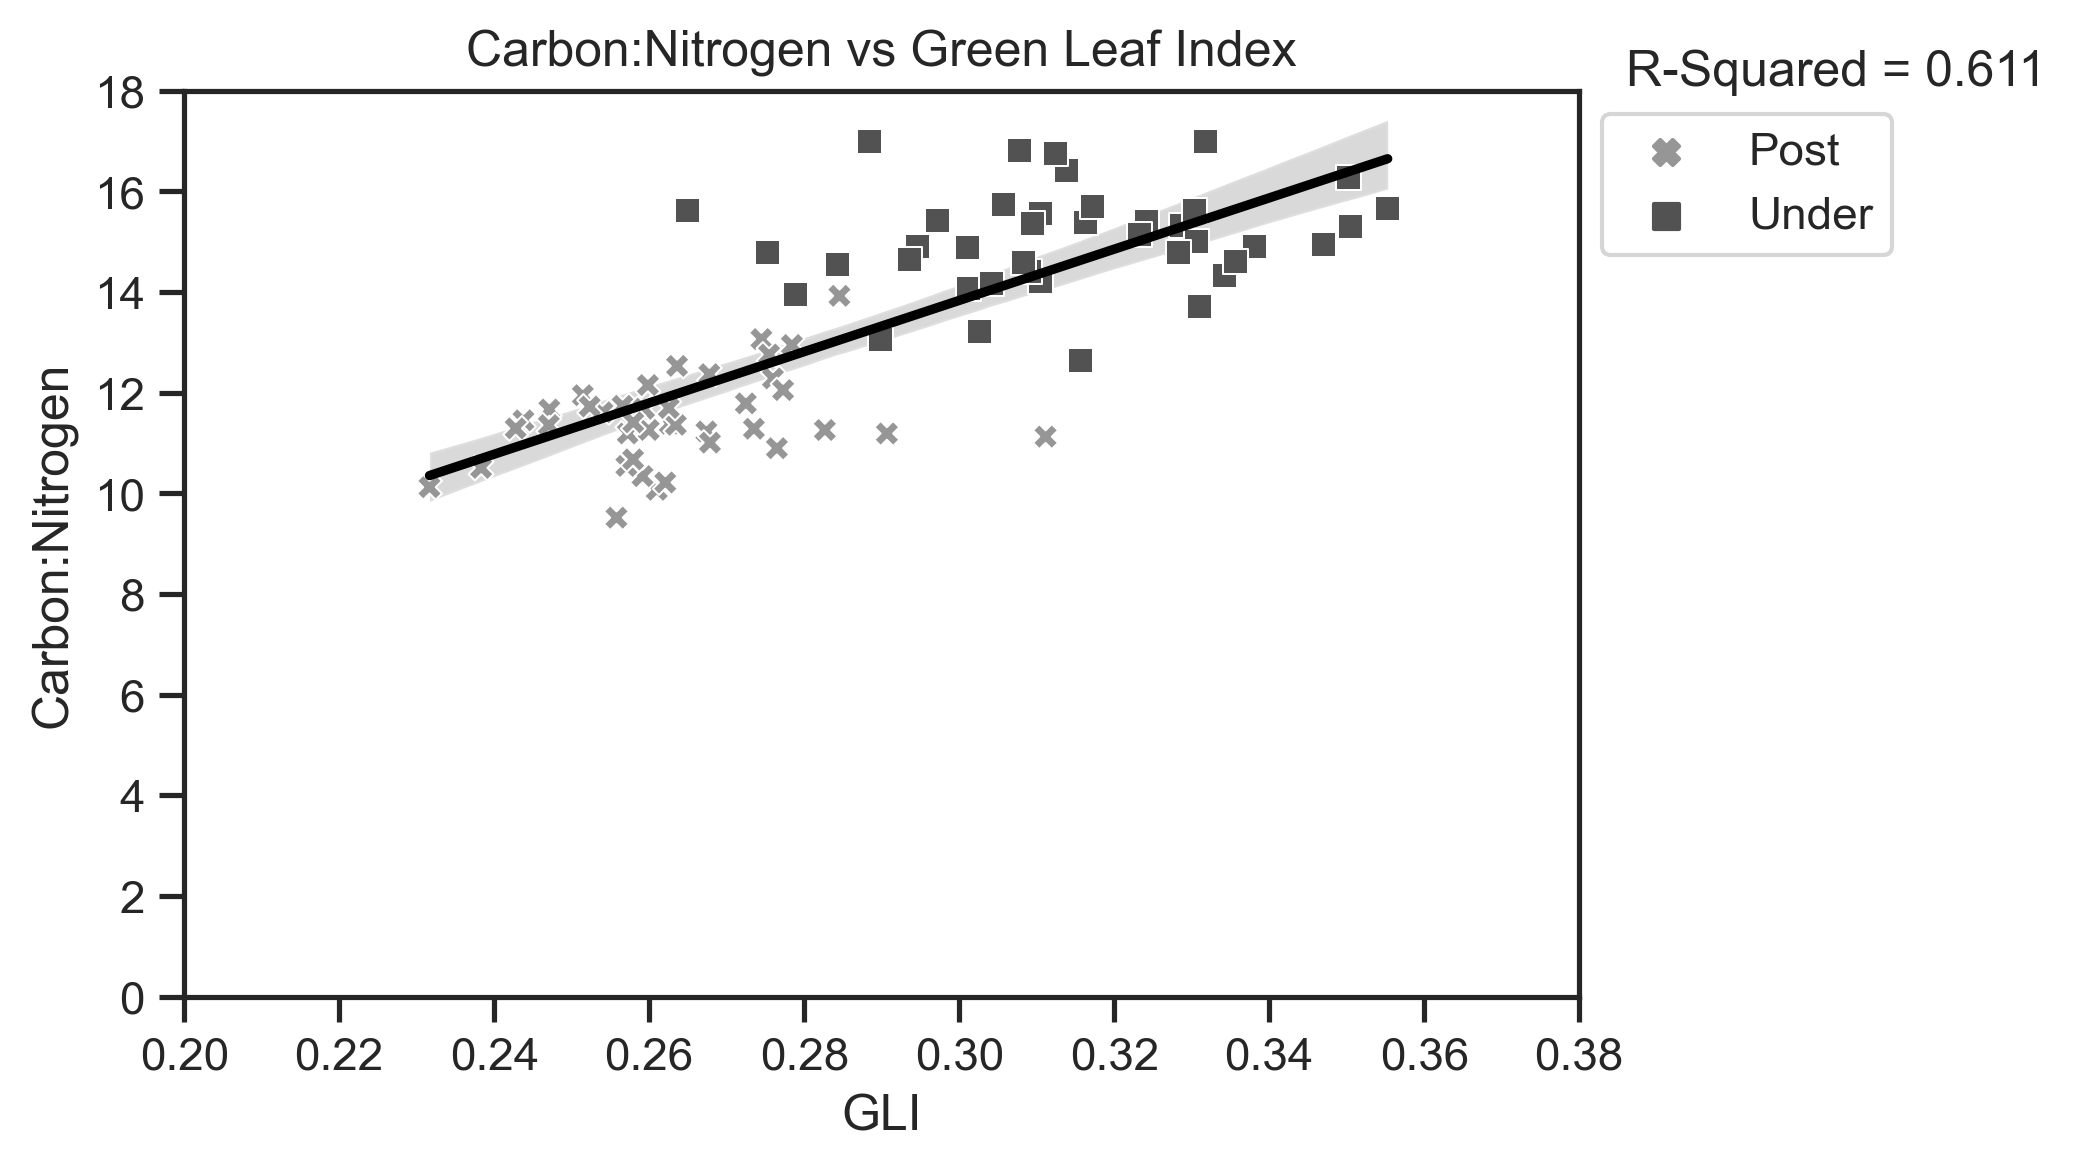 Carbon:Nitrogen vs Green Leaf Index
R-Squared = 0.611
Post
Under
Carbon:Nitrogen
18
16
14
12
10
8
6
4
2
0
0.20 0.22 0.24 0.26 0.28 0.30 0.32 0.34 0.36 0.38
GLI